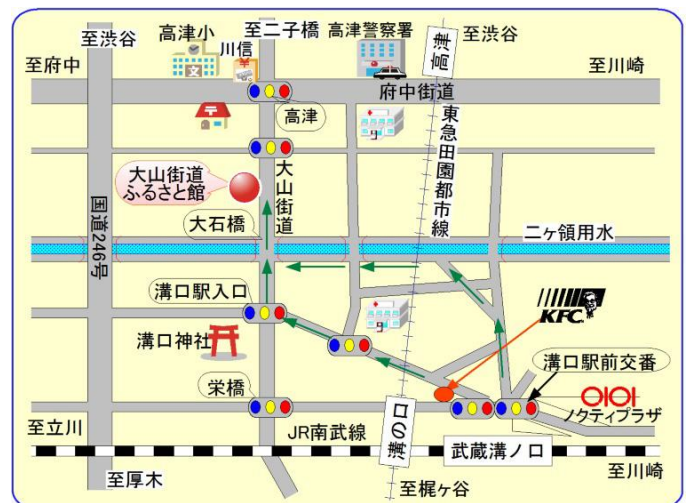 至渋谷
高津小
至二子橋
川信
高津警察署
至渋谷
高津
至府中
至川崎
文
府中街道
高津
東急田園都市線
大山街道
ふるさと館
大山街道
国道246号
大石橋
二ヶ領用水
溝口駅入口
KFC
溝口神社
溝口駅前交番
栄橋
OIOI
ノクティプラザ
至立川
JR南武線
溝の口
武蔵溝ノ口
至川崎
至厚木
至梶ヶ谷